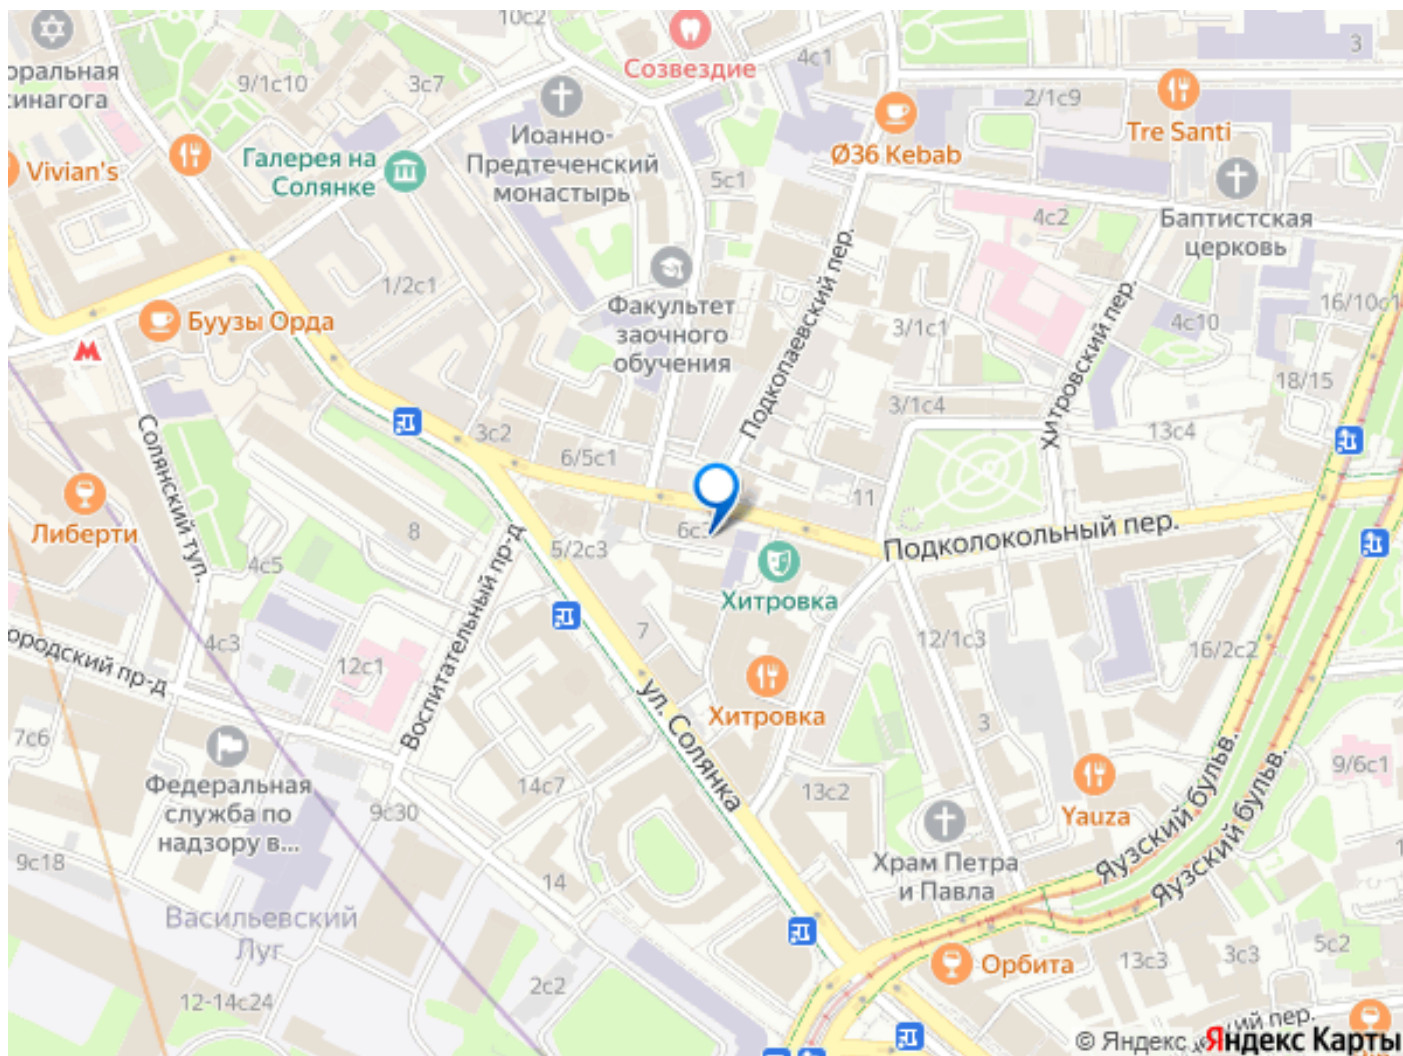 10с2
3
4с1
Созвездие
оральная
синагога
9/1с10
3с7
2/1с9
Tre Santi
Иоанно-
Предтеченский
монастырь
Ø36 Kebab
Галерея на
Солянке
Vivian's
5с1
4с2
Баптистская
церковь
Подкопаевский пер.
1/2с1
Факультет
заочного
обучения
Буузы Орда
М
3/1с1
Хитровский пер.
4с10
16/10с1
18/15
3/1с4
13с4
Солянский туп.
3с2
6/5с1
11
Либерти
8
6с3
Подколокольный пер.
5/2с3
Воспитательный пр-д
4с5
Хитровка
4с3
7
12/1с3
16/2с2
ородский пр-д
12с1
ул. Солянка
Хитровка
3
7с6
Федеральная
служба по
надзору в...
14с7
13с2
Yauza
9/6с1
9с30
Яузский бульв.
Яузский бульв.
9с18
14
Храм Петра
и Павла
Васильевский
Луг
Орбита
13с3
3с3
5с2
12-14с24
2с2
ий пер.
© Яндекс
Яндекс Карты